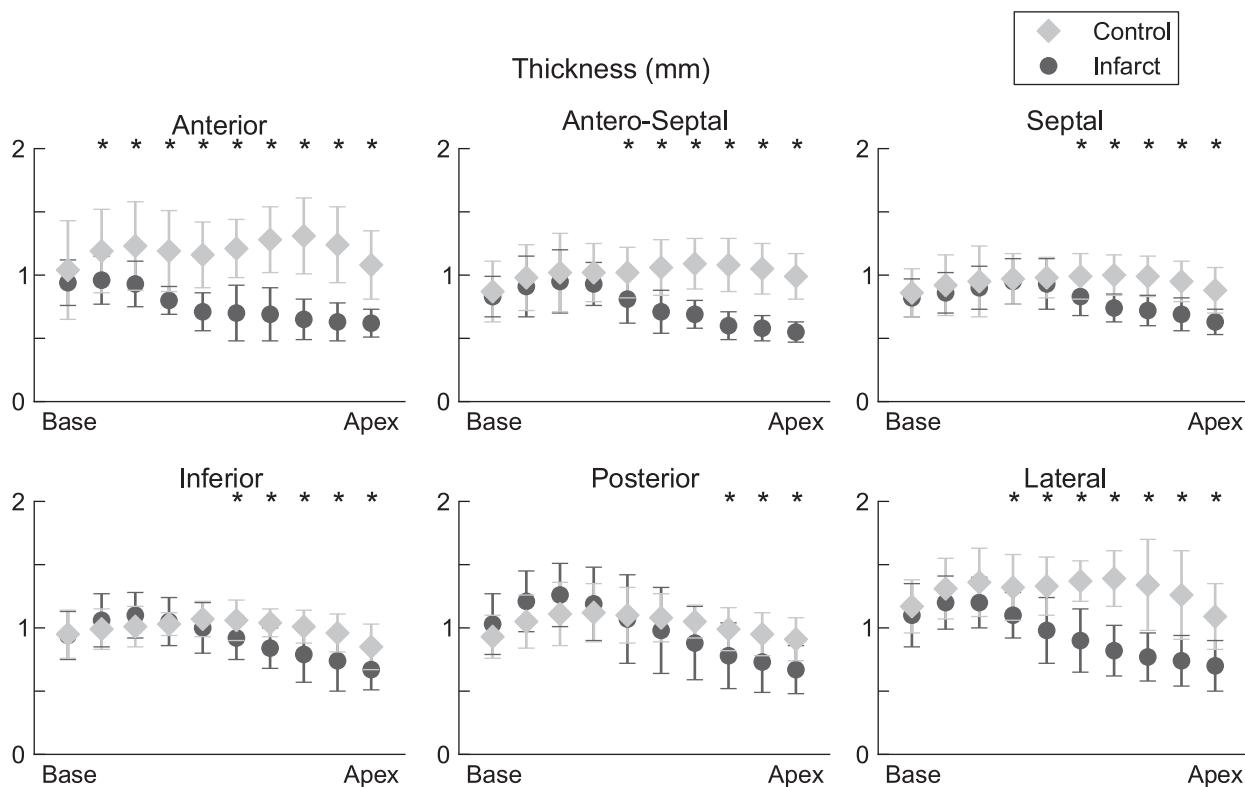 Control
Infarct
Thickness (mm)
Anterior
* * * * * * * * *
2
1
0
Base
Apex
Antero-Septal
* * * * * *
2
1
0
Base
Apex
Septal
* * * * *
2
1
0
Base
Apex
Inferior
* * * * *
2
1
0
Base
Apex
Posterior
* * *
2
1
0
Base
Apex
Lateral
* * * * * * *
2
1
0
Base
Apex